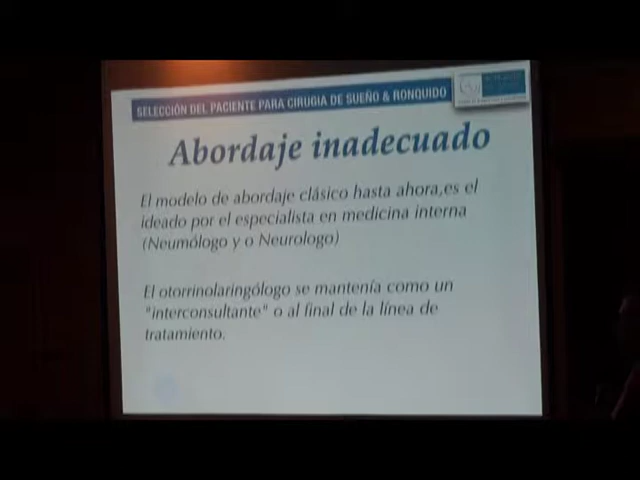 SELECCIÓN DEL PACIENTE PARA CIRUGIA DE SUEÑO & RONQUIDO
Abordaje inadecuado
El modelo de abordaje clásico hasta ahora,es el
ideado por el especialista en medicina interna
(Neumólogo y o Neurologo)
El otorrinolaringólogo se mantenía como un
"interconsultante" o al final de la línea de
tratamiento.